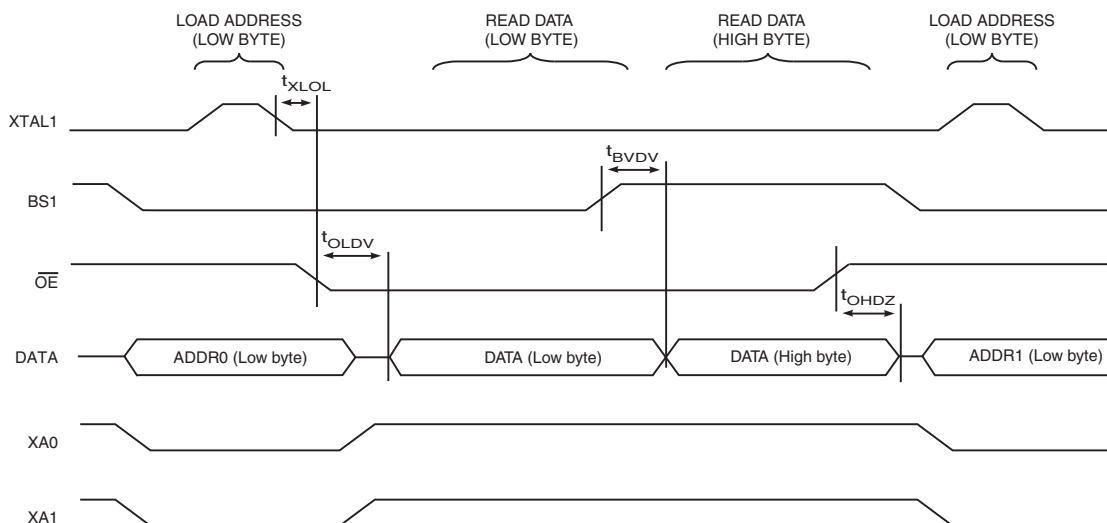 LOAD ADDRESS
(LOW BYTE)
READ DATA
(LOW BYTE)
READ DATA
(HIGH BYTE)
LOAD ADDRESS
(LOW BYTE)
tXLOL
XTAL1
tBVDV
BS1
tOLDV
OE
tOHDZ
DATA
ADDR0 (Low byte)
DATA (Low byte)
DATA (High byte)
ADDR1 (Low byte)
XA0
XA1